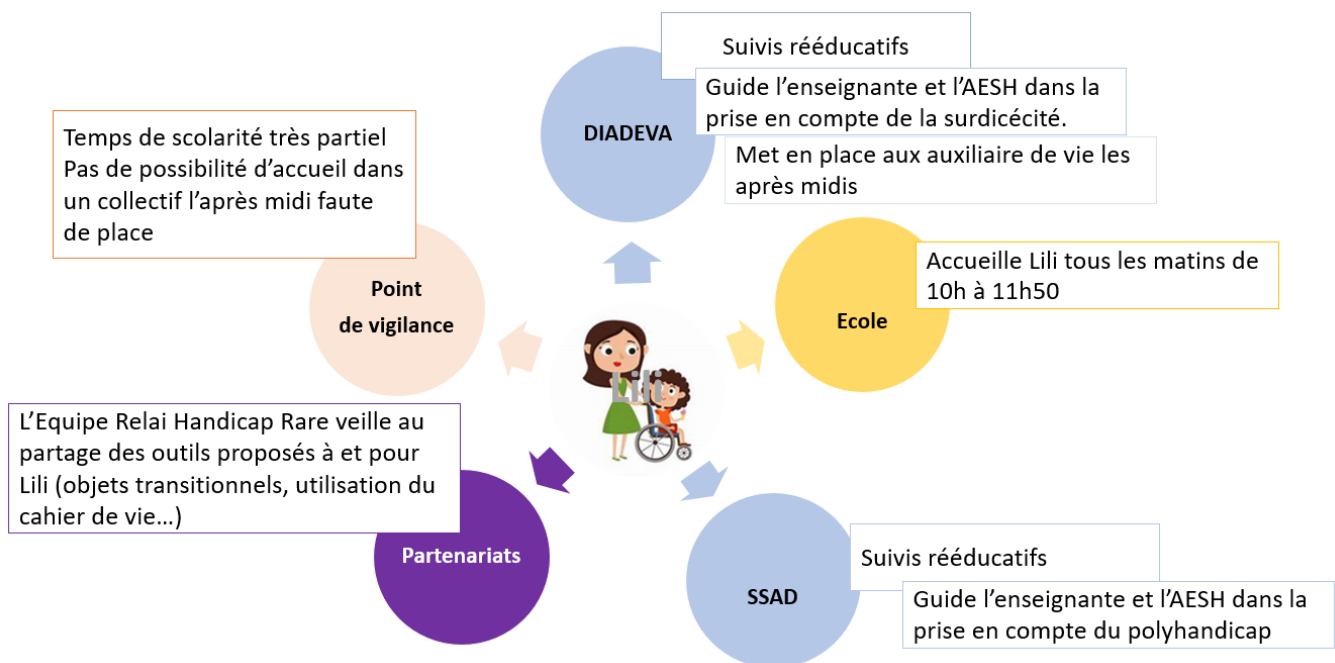 Suivis rééducatifs
Guide l’enseignante et l’AESH dans la
prise en compte de la surdicécité.
Met en place aux auxiliaire de vie les
après midis
DIADEVA
Temps de scolarité très partiel
Pas de possibilité d’accueil dans
un collectif l’après midi faute
de place
Point
de vigilance
Accueille Lili tous les matins de
10h à 11h50
Ecole
Lili
L’Equipe Relai Handicap Rare veille au
partage des outils proposés à et pour
Lili (objets transitionnels, utilisation du
cahier de vie…)
Partenariats
Suivis rééducatifs
Guide l’enseignante et l’AESH dans la
prise en compte du polyhandicap
SSAD